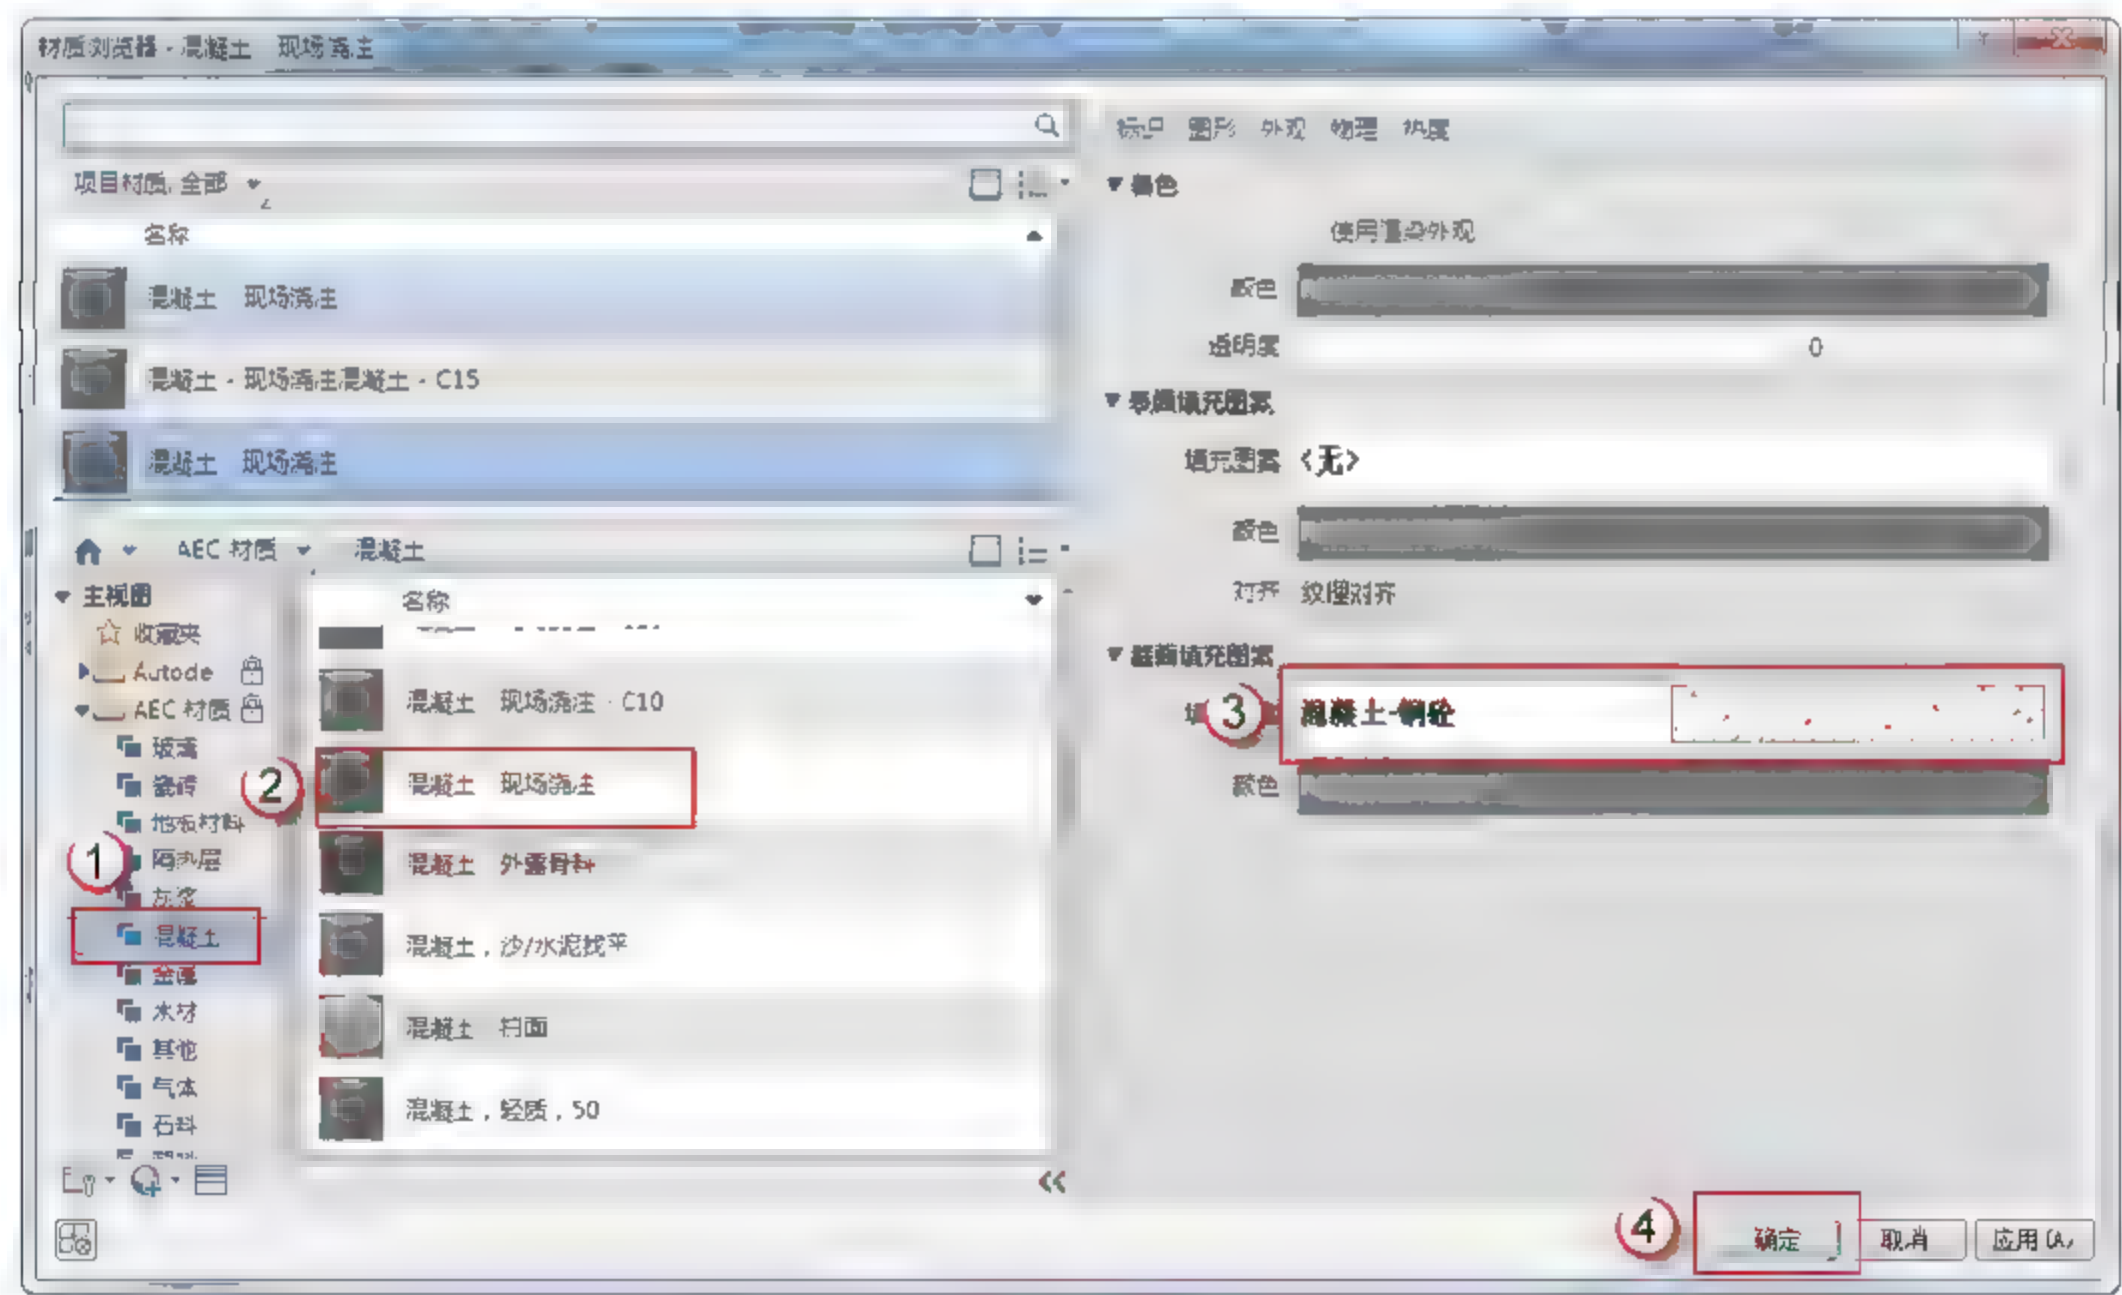 材质浏览器 - 混凝土 现场浇注
项目材质: 全部
名称
混凝土 现场浇注
混凝土 - 现场浇注混凝土 - C15
混凝土 现场浇注
AEC 材质 混凝土
主视图
收藏夹
Autode
AEC 材质
玻璃
瓷砖
地板材料
隔热层
灰浆
混凝土
金属
木材
其他
气体
石料
塑料
名称
混凝土 现场浇注 - C10
混凝土 现场浇注
混凝土 外露骨料
混凝土，沙/水泥找平
混凝土 扫面
混凝土，轻质，50
标识 图形 外观 物理 热度
着色
使用渲染外观
颜色
透明度 0
表面填充图案
填充图案 <无>
颜色
对齐 纹理对齐
截面填充图案
混凝土-钢砼
颜色
1
2
3
4
确定 取消 应用(A)